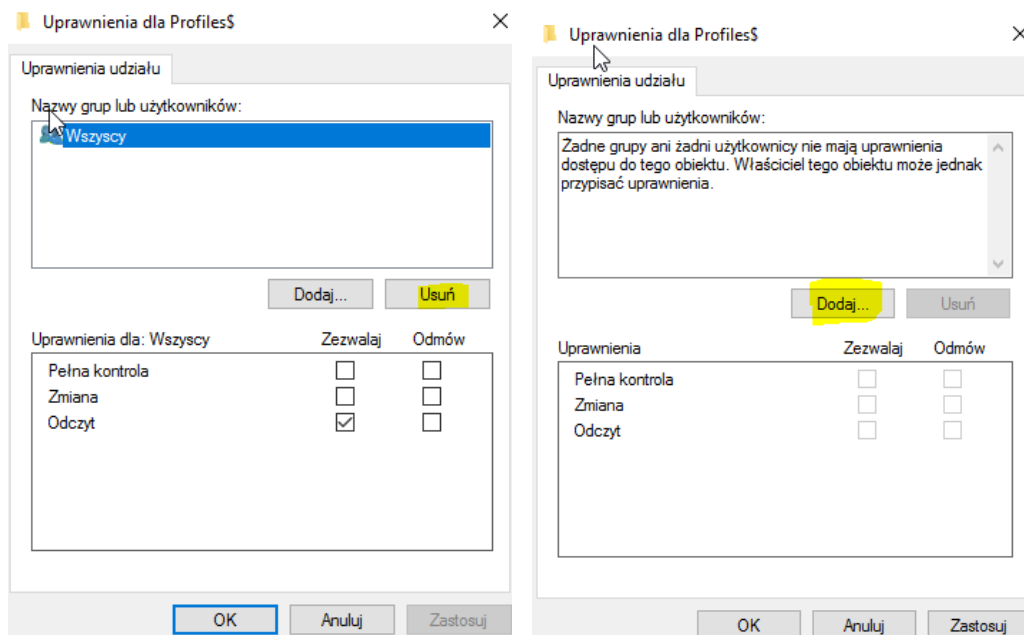 Uprawnienia dla Profiles$
Uprawnienia udziału
Nazwy grup lub użytkowników:
Wszyscy
Dodaj...
Usuń
Uprawnienia dla: Wszyscy
Zezwalaj
Odmów
Pełna kontrola
Zmiana
Odczyt
OK
Anuluj
Zastosuj
Uprawnienia dla Profiles$
Uprawnienia udziału
Nazwy grup lub użytkowników:
Żadne grupy ani żadni użytkownicy nie mają uprawnienia
dostępu do tego obiektu. Właściciel tego obiektu może jednak
przypisać uprawnienia.
Dodaj...
Usuń
Uprawnienia
Zezwalaj
Odmów
Pełna kontrola
Zmiana
Odczyt
OK
Anuluj
Zastosuj